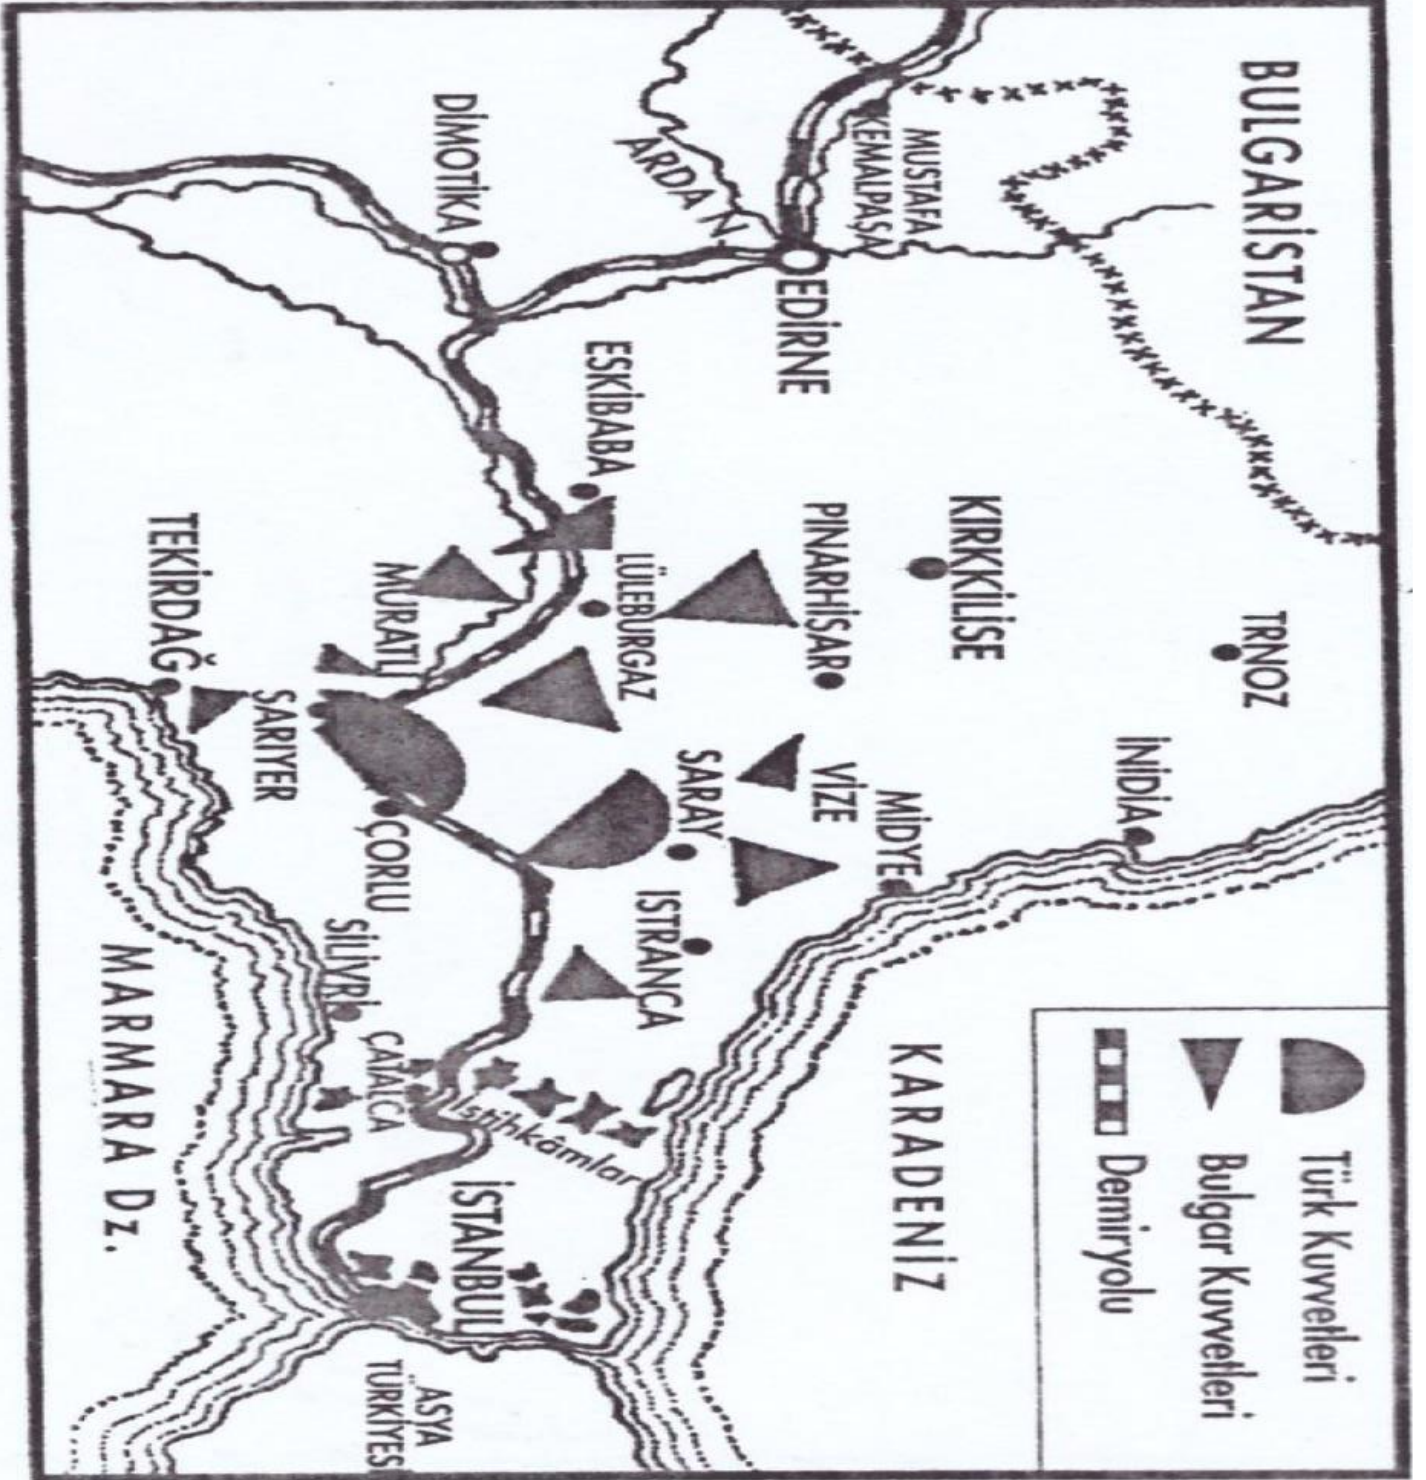 BULGARİSTAN
TRNOZ
İNİDİA
MUSTAFA
KEMALPAŞA
KIRKKİLİSE
EDİRNE
PINARHİSAR
ARDA N.
VİZE
MİDYE
KARADENİZ
DİMOTİKA
ESKİBABA
LÜLEBURGAZ
SARAY
ISTRANCA
MURATLI
ÇORLU
SİLİVRİ
ÇATALCA
İstihkâmlar
İSTANBUL
TEKİRDAĞ
SARIYER
MARMARA Dz.
ASYA
TÜRKİYESİ
Türk Kuvvetleri
Bulgar Kuvvetleri
Demiryolu